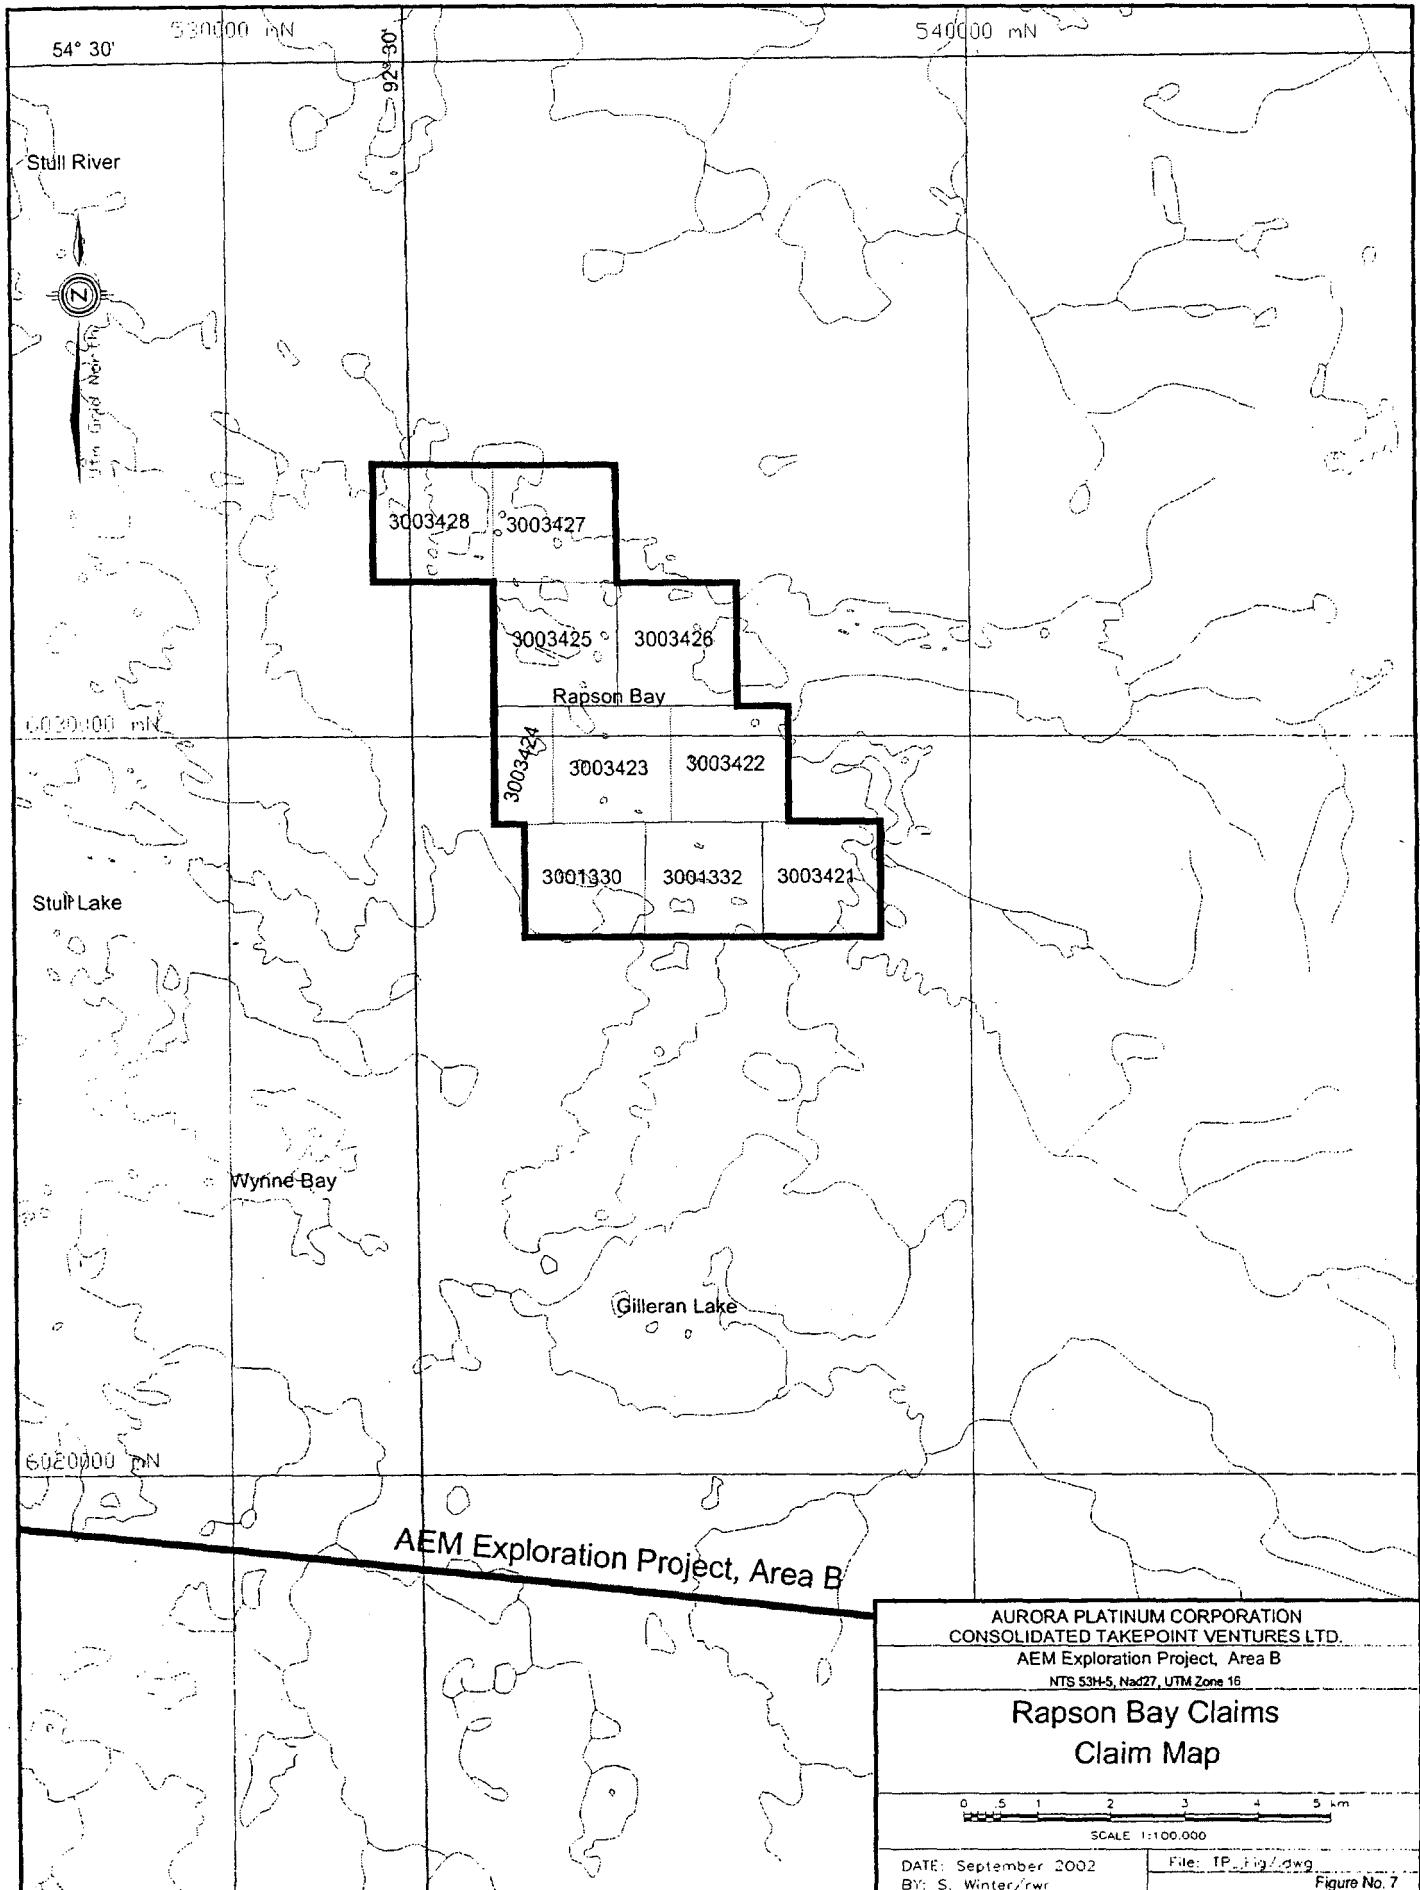 530000 mN
540000 mN
54° 30'
92° 30'
Stull River
N
Utm Grid North
3003428
3003427
3003425
3003426
Rapson Bay
6030000 mN
3003424
3003423
3003422
3001330
3001332
3003421
Stull Lake
Wynne Bay
Gilleran Lake
6020000 mN
AEM Exploration Project, Area B
AURORA PLATINUM CORPORATION
CONSOLIDATED TAKEPOINT VENTURES LTD.
AEM Exploration Project, Area B
NTS 53H-5, Nad27, UTM Zone 16
Rapson Bay Claims
Claim Map
0 .5 1 2 3 4 5 km
SCALE 1:100,000
DATE: September 2002
File: TP_Fig7.dwg
BY: S. Winter/rwr
Figure No. 7